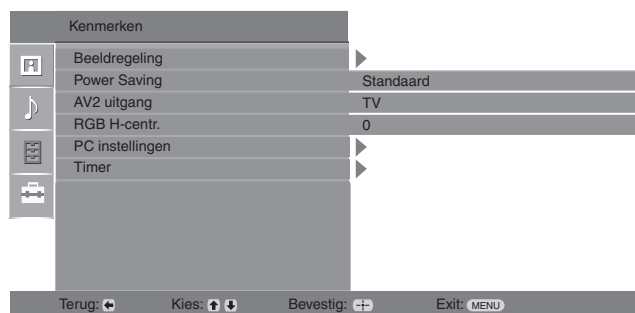 Kenmerken
Beeldregeling
Power Saving Standaard
AV2 uitgang TV
RGB H-centr. 0
PC instellingen
Timer
Terug: Kies: Bevestig: Exit: MENU